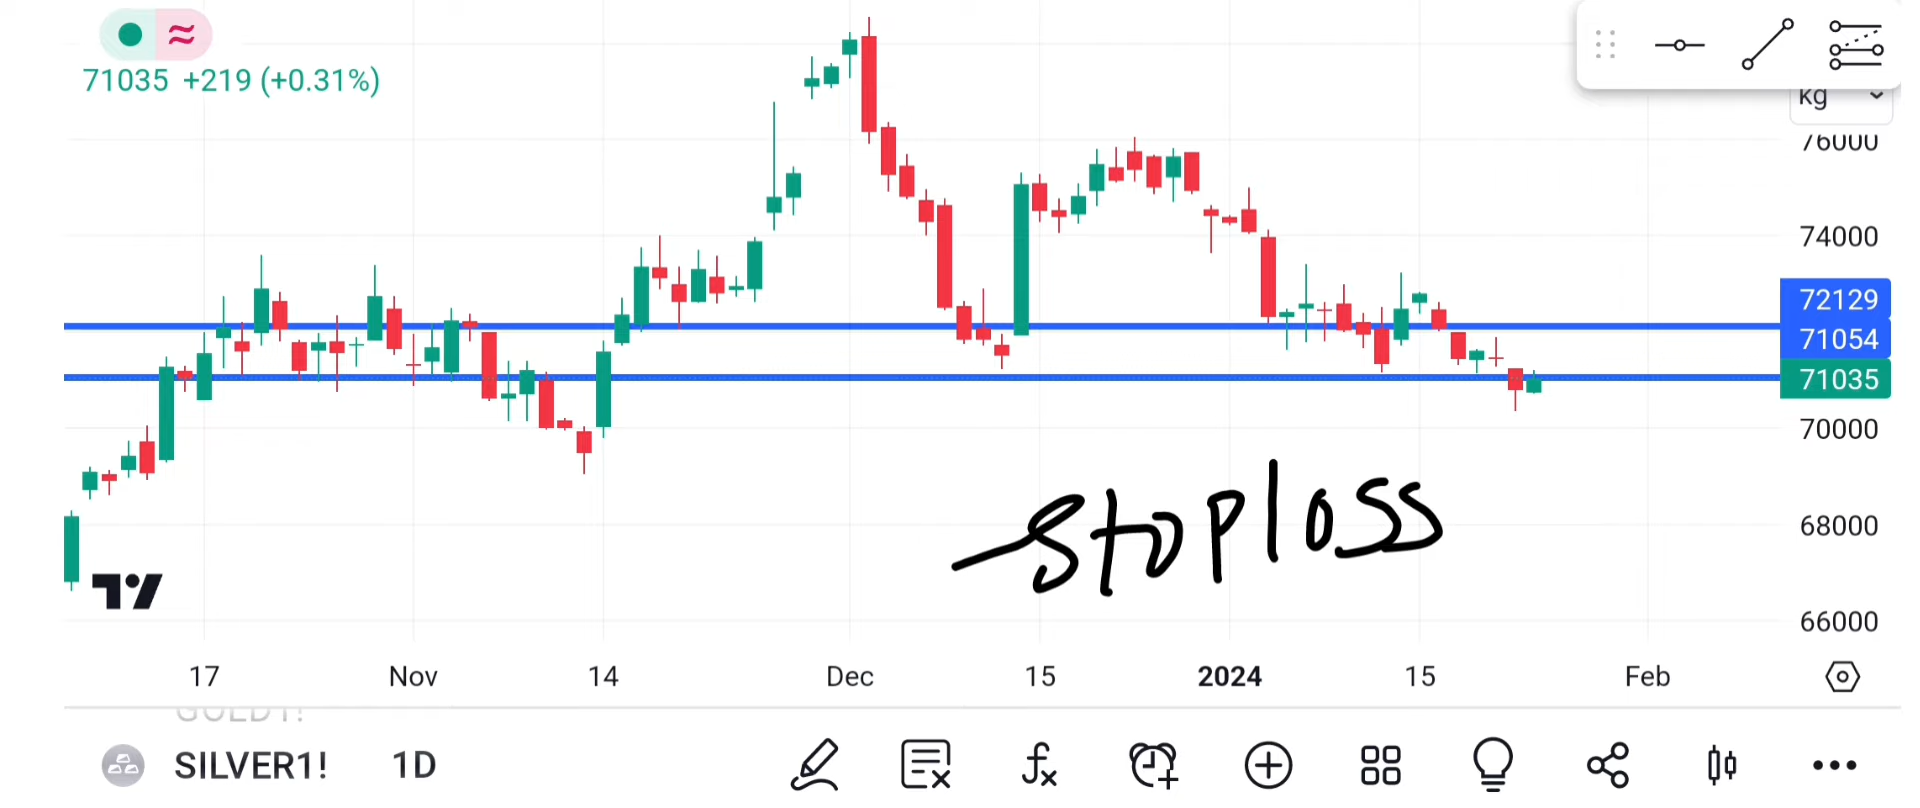 71035 +219 (+0.31%)
kg
76000
74000
72129
71054
71035
70000
68000
66000
stoploss
17 Nov 14 Dec 15 2024 15 Feb
GOLD1!
SILVER1! 1D